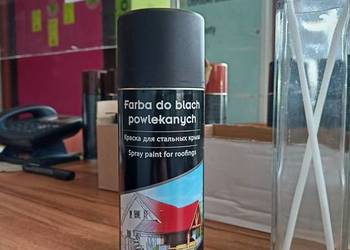 Farba do blach
powlekanych
Краска для стальных крыш
Spray paint for roofings